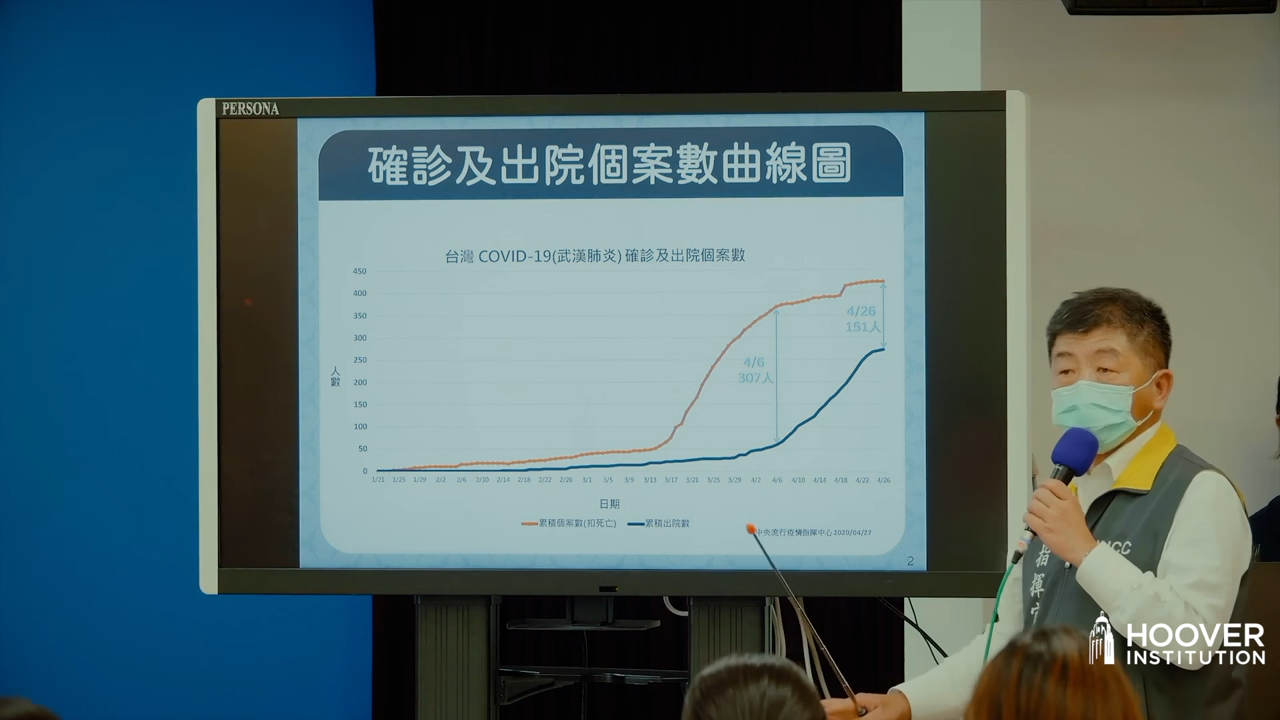 PERSONA
確診及出院個案數曲線圖
台灣 COVID-19(武漢肺炎) 確診及出院個案數
450
400
350
300
250
200
150
100
50
0
人數
4/6
307人
4/26
151人
1/21 1/25 1/29 2/2 2/6 2/10 2/14 2/18 2/22 2/26 3/1 3/5 3/9 3/13 3/17 3/21 3/25 3/29 4/2 4/6 4/10 4/14 4/18 4/22 4/26
日期
累積個案數(扣死亡) 累積出院數
中央流行疫情指揮中心 2020/04/27
2
指揮官
HOOVER
INSTITUTION